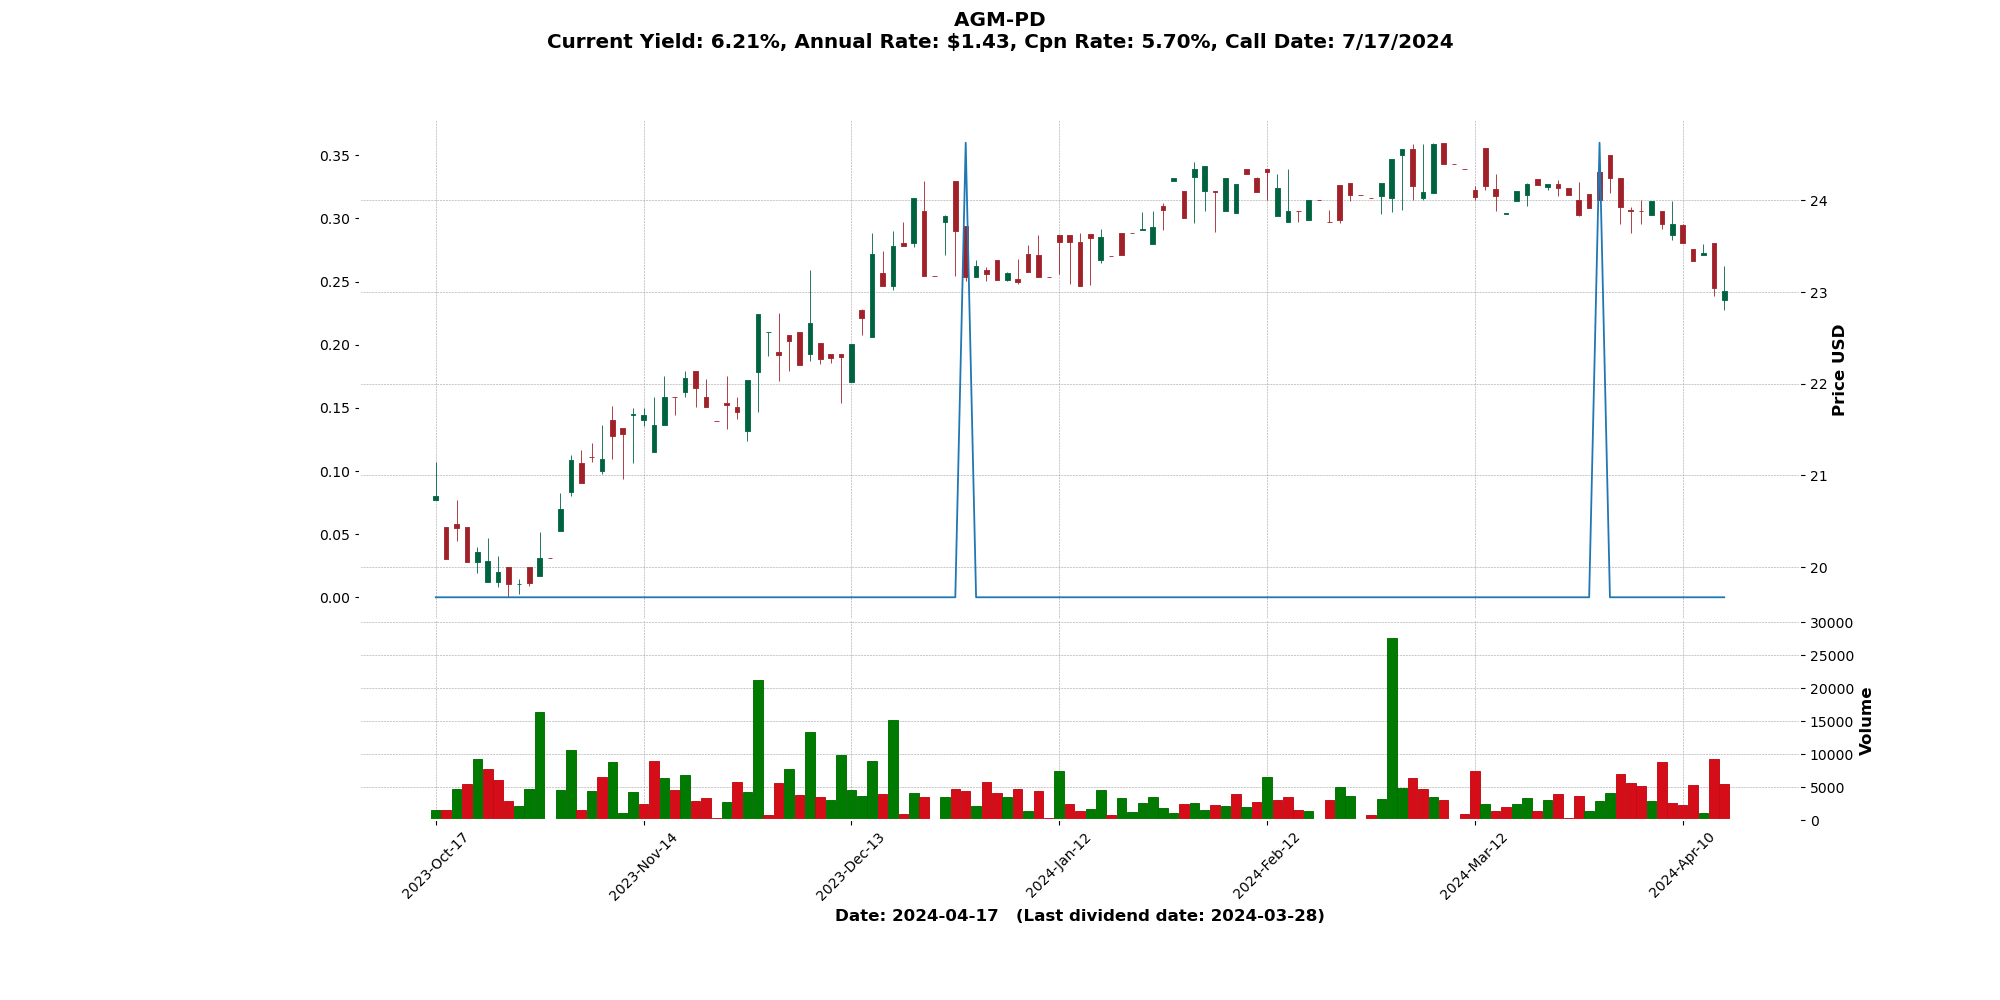 AGM-PD
Current Yield: 6.21%, Annual Rate: $1.43, Cpn Rate: 5.70%, Call Date: 7/17/2024
0.35
0.30
0.25
0.20
0.15
0.10
0.05
0.00
24
23
22
21
20
Price USD
30000
25000
20000
15000
10000
5000
0
Volume
2023-Oct-17
2023-Nov-14
2023-Dec-13
2024-Jan-12
2024-Feb-12
2024-Mar-12
2024-Apr-10
Date: 2024-04-17 (Last dividend date: 2024-03-28)